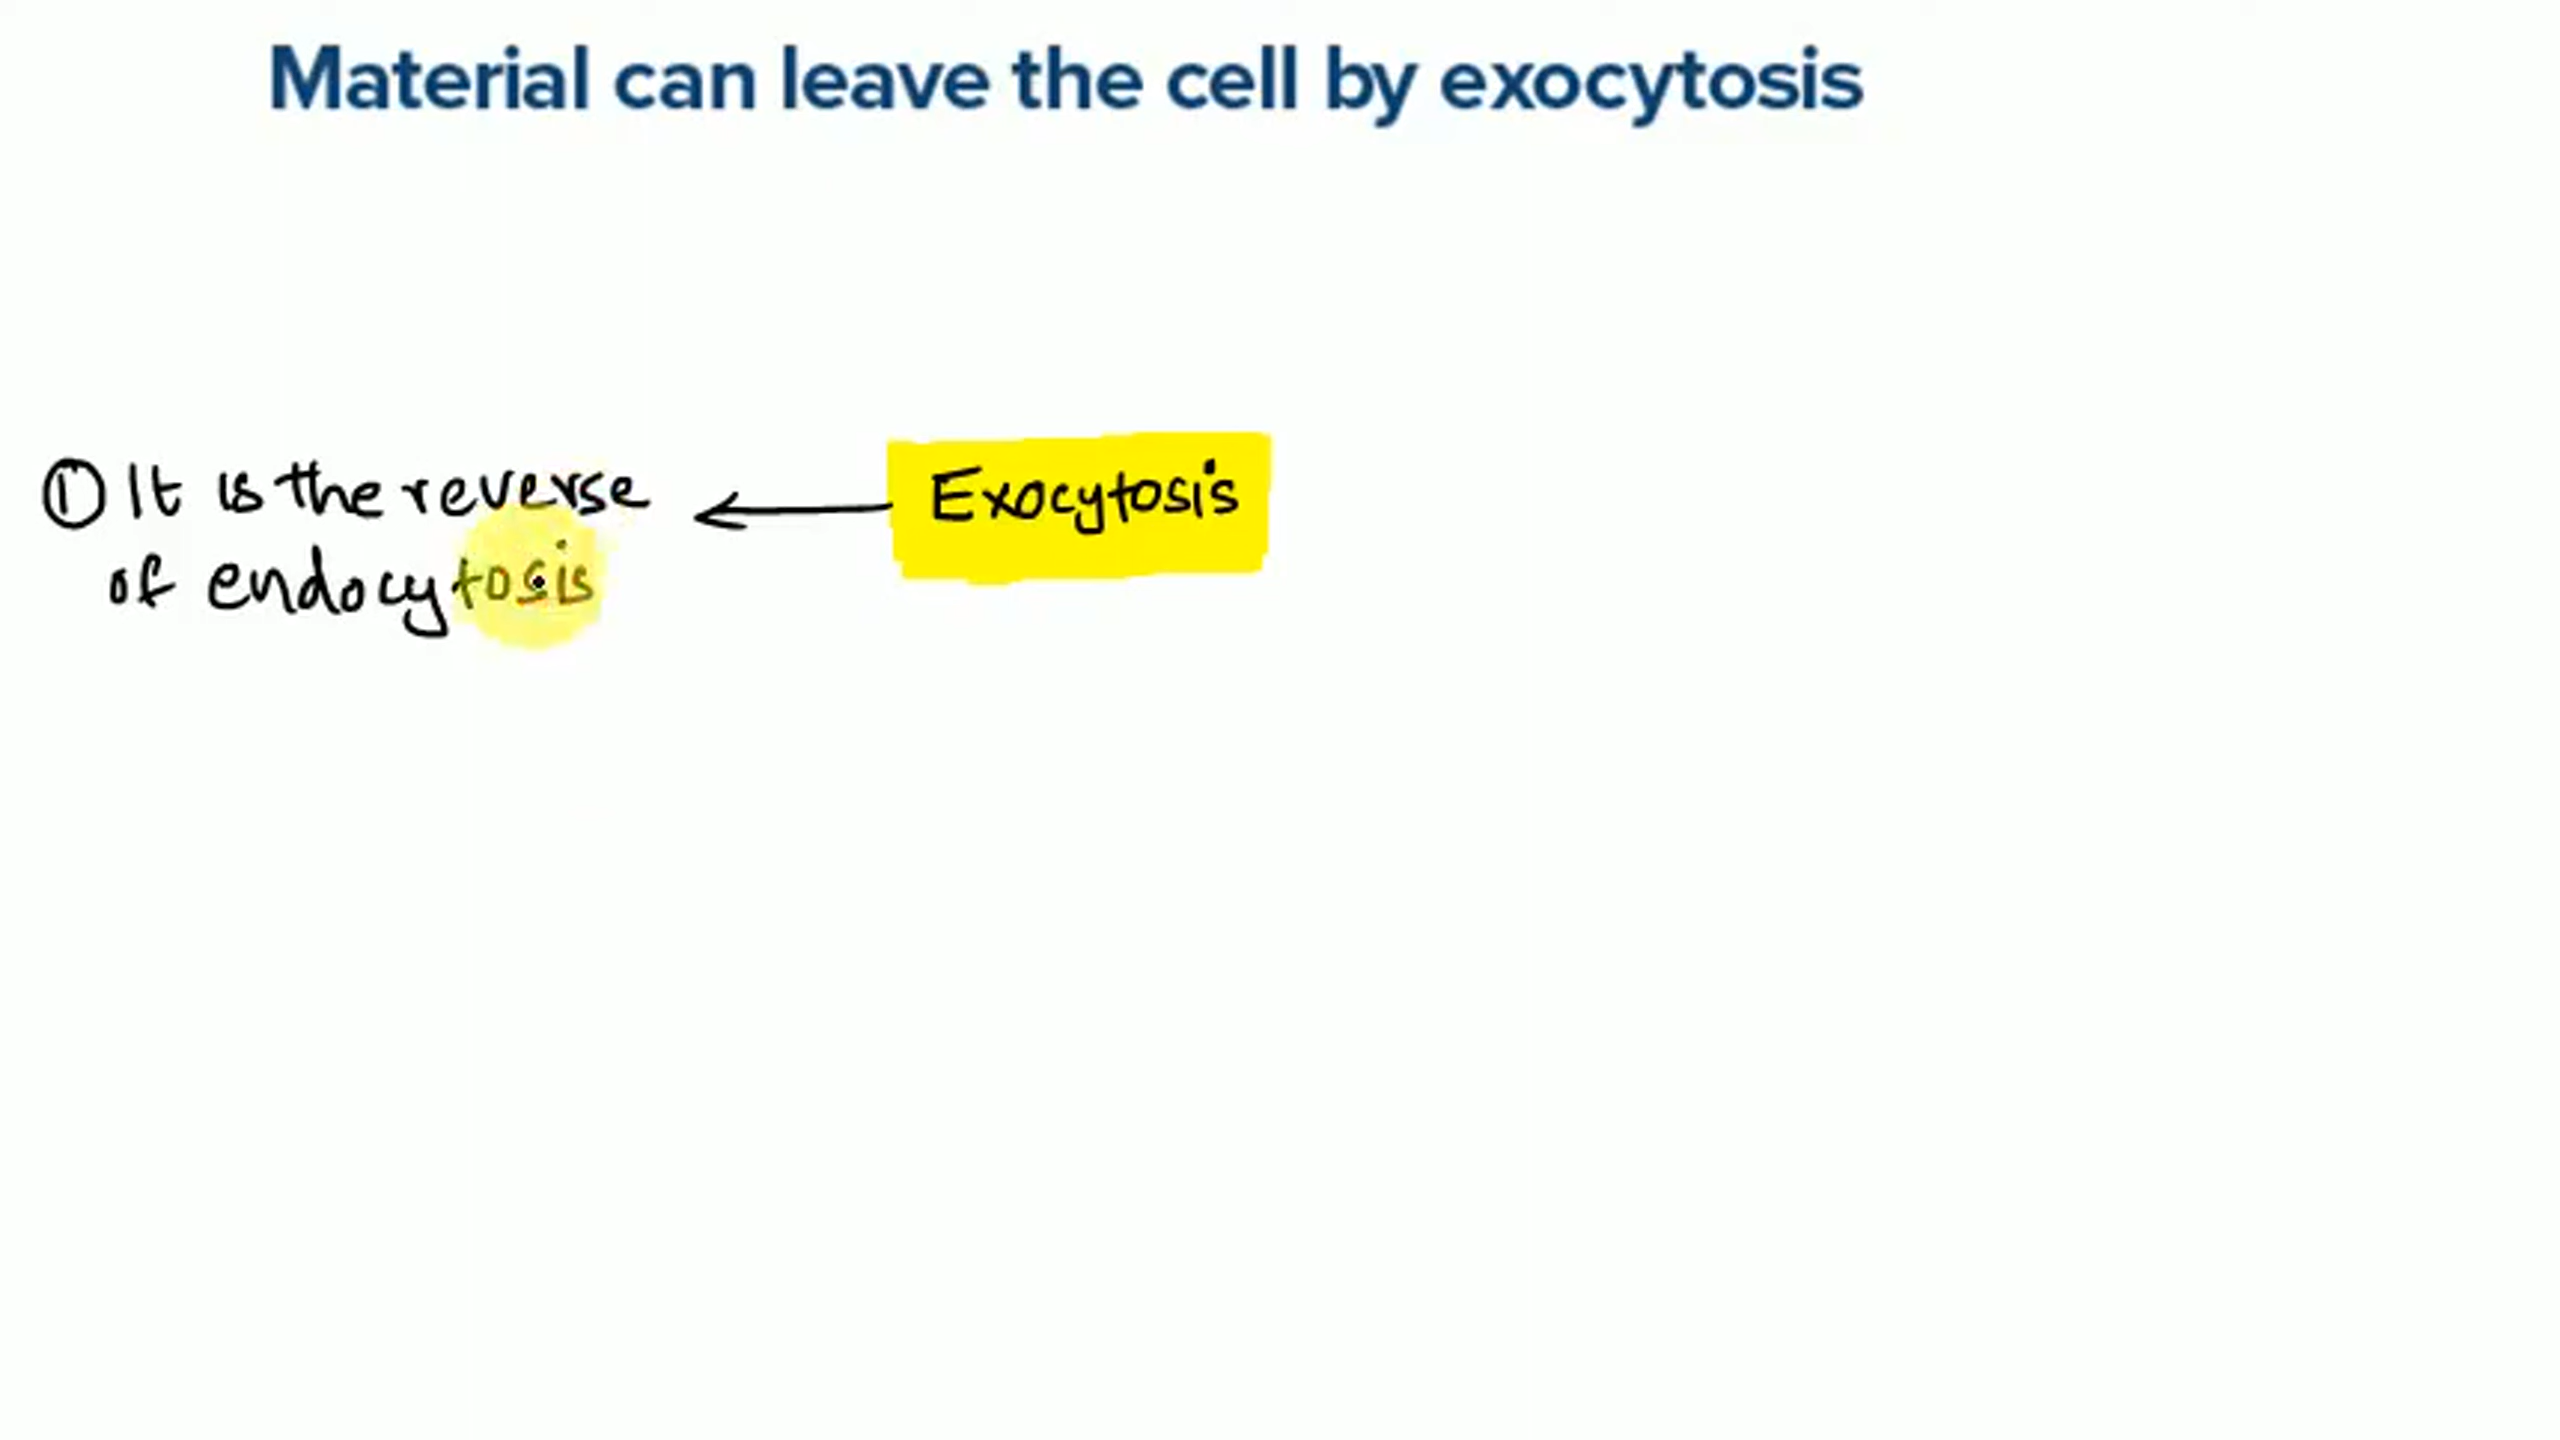 Material can leave the cell by exocytosis
① It is the reverse
of endocytosis
Exocytosis